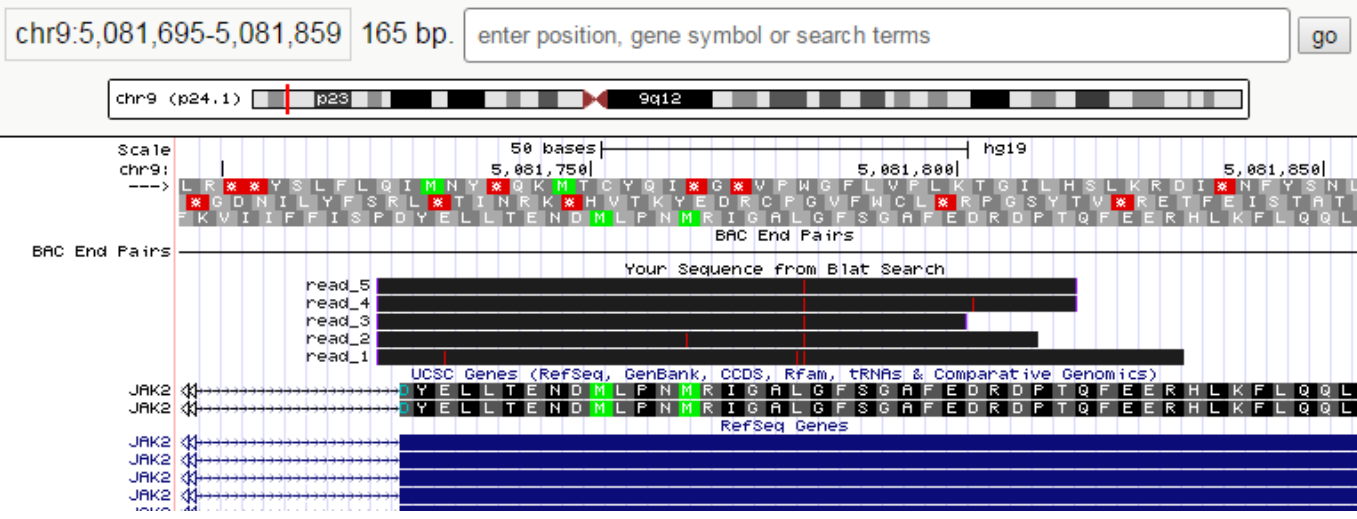 chr9:5,081,695-5,081,859 165 bp. enter position, gene symbol or search terms go
chr9 (p24.1) p23 9q12
Scale 50 bases hg19
chr9: 5,081,750 5,081,800 5,081,850
---> L R * * Y S L F L Q I M N Y * Q K M T C Y Q I * G * V P W G F L V P L K T G I L H S L K R D I * N F Y S N L
* G D N I L Y F S R L * T I N R K * H V T K Y E D R C P G V F W C L * R P G S Y T V * R E T F E I S T A T
F K V I I F F I S P D Y E L L T E N D M L P N M R I G A L G F S G A F E D R D P T Q F E E R H L K F L Q Q L
BAC End Pairs
BAC End Pairs
Your Sequence from Blat Search
read_5
read_4
read_3
read_2
read_1
UCSC Genes (RefSeq, GenBank, CCDS, Rfam, tRNAs & Comparative Genomics)
JAK2 D Y E L L T E N D M L P N M R I G A L G F S G A F E D R D P T Q F E E R H L K F L Q Q L
JAK2 D Y E L L T E N D M L P N M R I G A L G F S G A F E D R D P T Q F E E R H L K F L Q Q L
RefSeq Genes
JAK2
JAK2
JAK2
JAK2
JAK2